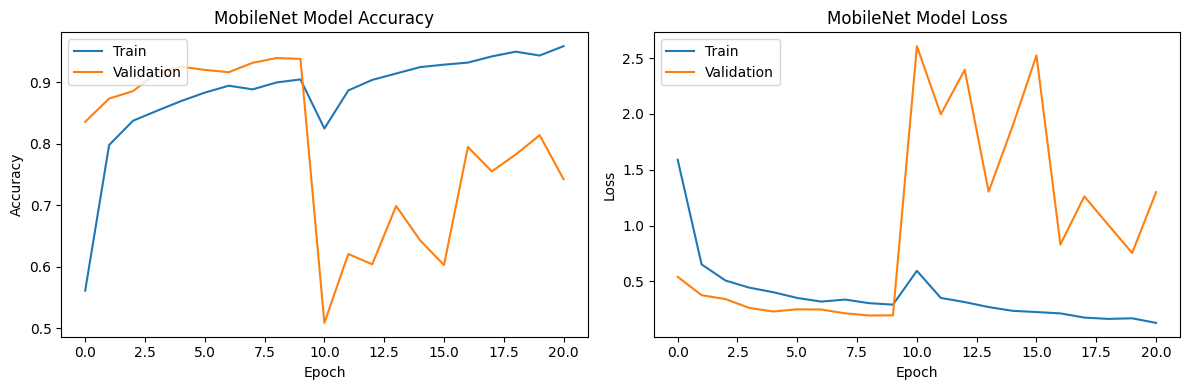 MobileNet Model Accuracy
Train
Validation
0.9
0.8
0.7
0.6
0.5
Accuracy
0.0 2.5 5.0 7.5 10.0 12.5 15.0 17.5 20.0
Epoch
MobileNet Model Loss
Train
Validation
2.5
2.0
1.5
1.0
0.5
Loss
0.0 2.5 5.0 7.5 10.0 12.5 15.0 17.5 20.0
Epoch